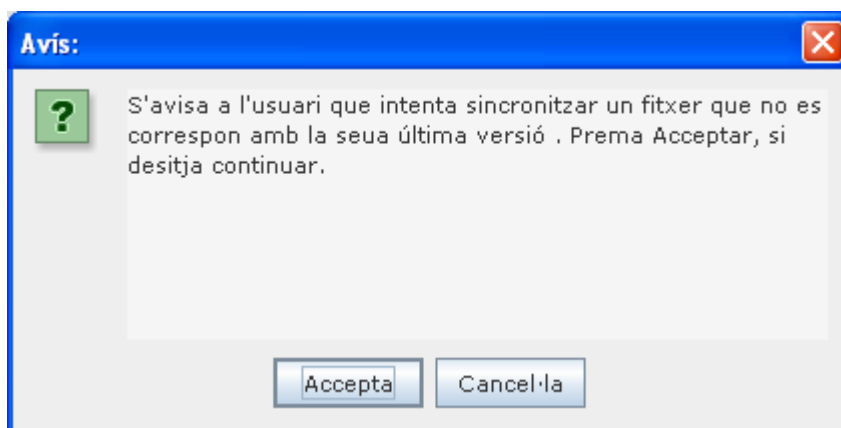 Avís:
S'avisa a l'usuari que intenta sincronitzar un fitxer que no es
correspon amb la seua última versió . Prema Acceptar, si
desitja continuar.
Accepta
Cancel·la